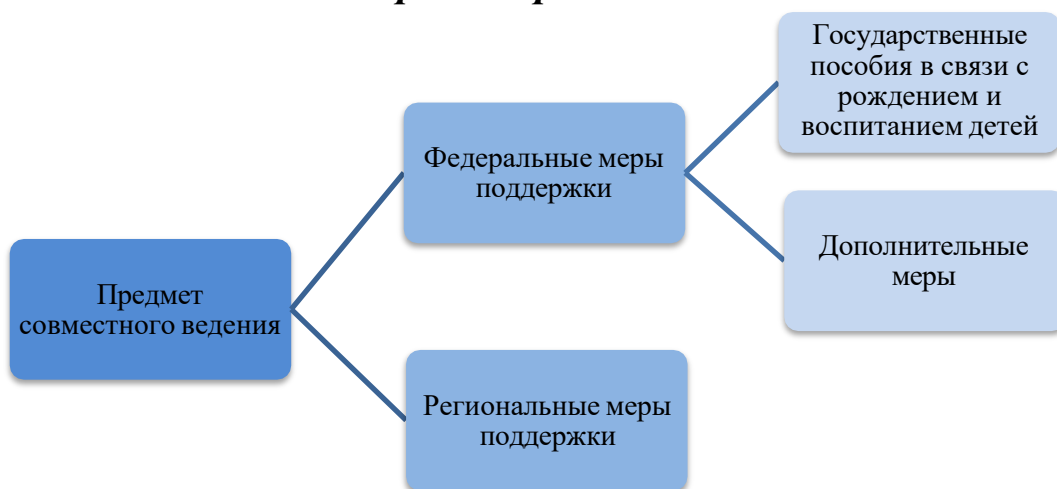 Государственные
пособия в связи с
рождением и
воспитанием детей
Федеральные меры
поддержки
Дополнительные
меры
Предмет
совместного ведения
Региональные меры
поддержки